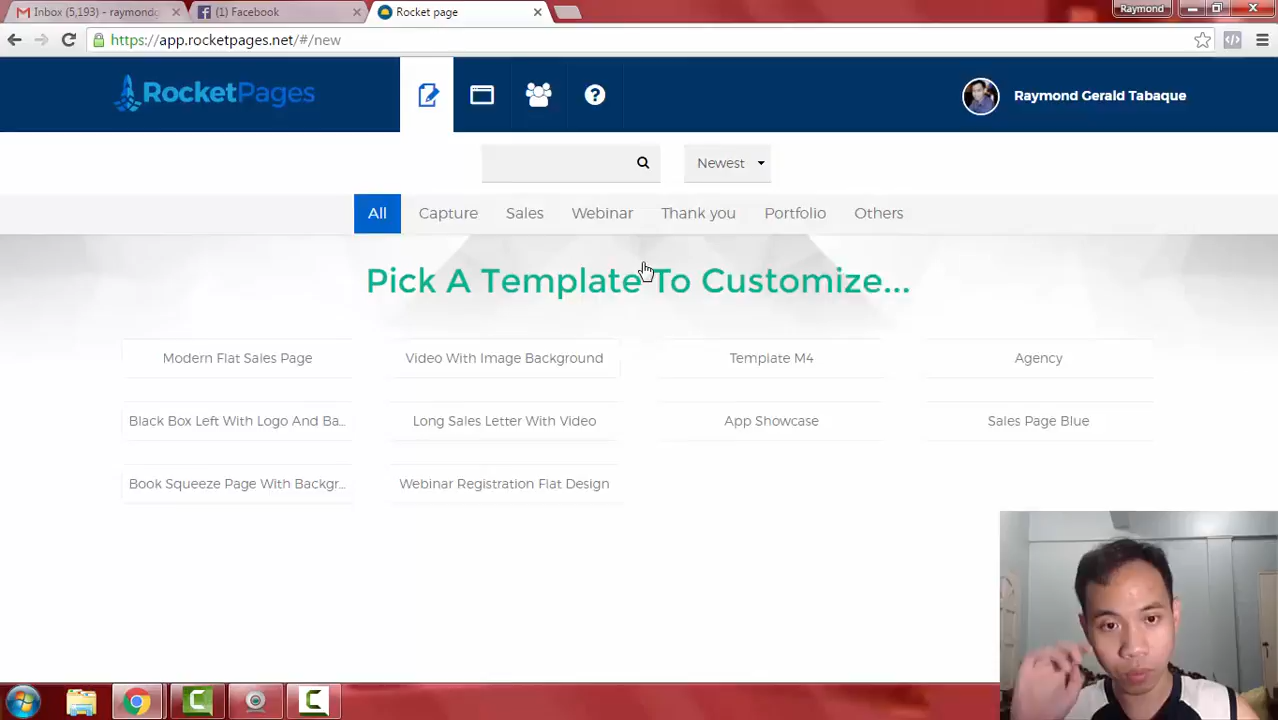 Inbox (5,193) - raymondg
(1) Facebook
Rocket page
Raymond
https://app.rocketpages.net/#/new
RocketPages
Raymond Gerald Tabaque
Newest
All
Capture
Sales
Webinar
Thank you
Portfolio
Others
Pick A Template To Customize...
Modern Flat Sales Page
Video With Image Background
Template M4
Agency
Black Box Left With Logo And Ba...
Long Sales Letter With Video
App Showcase
Sales Page Blue
Book Squeeze Page With Backgr...
Webinar Registration Flat Design